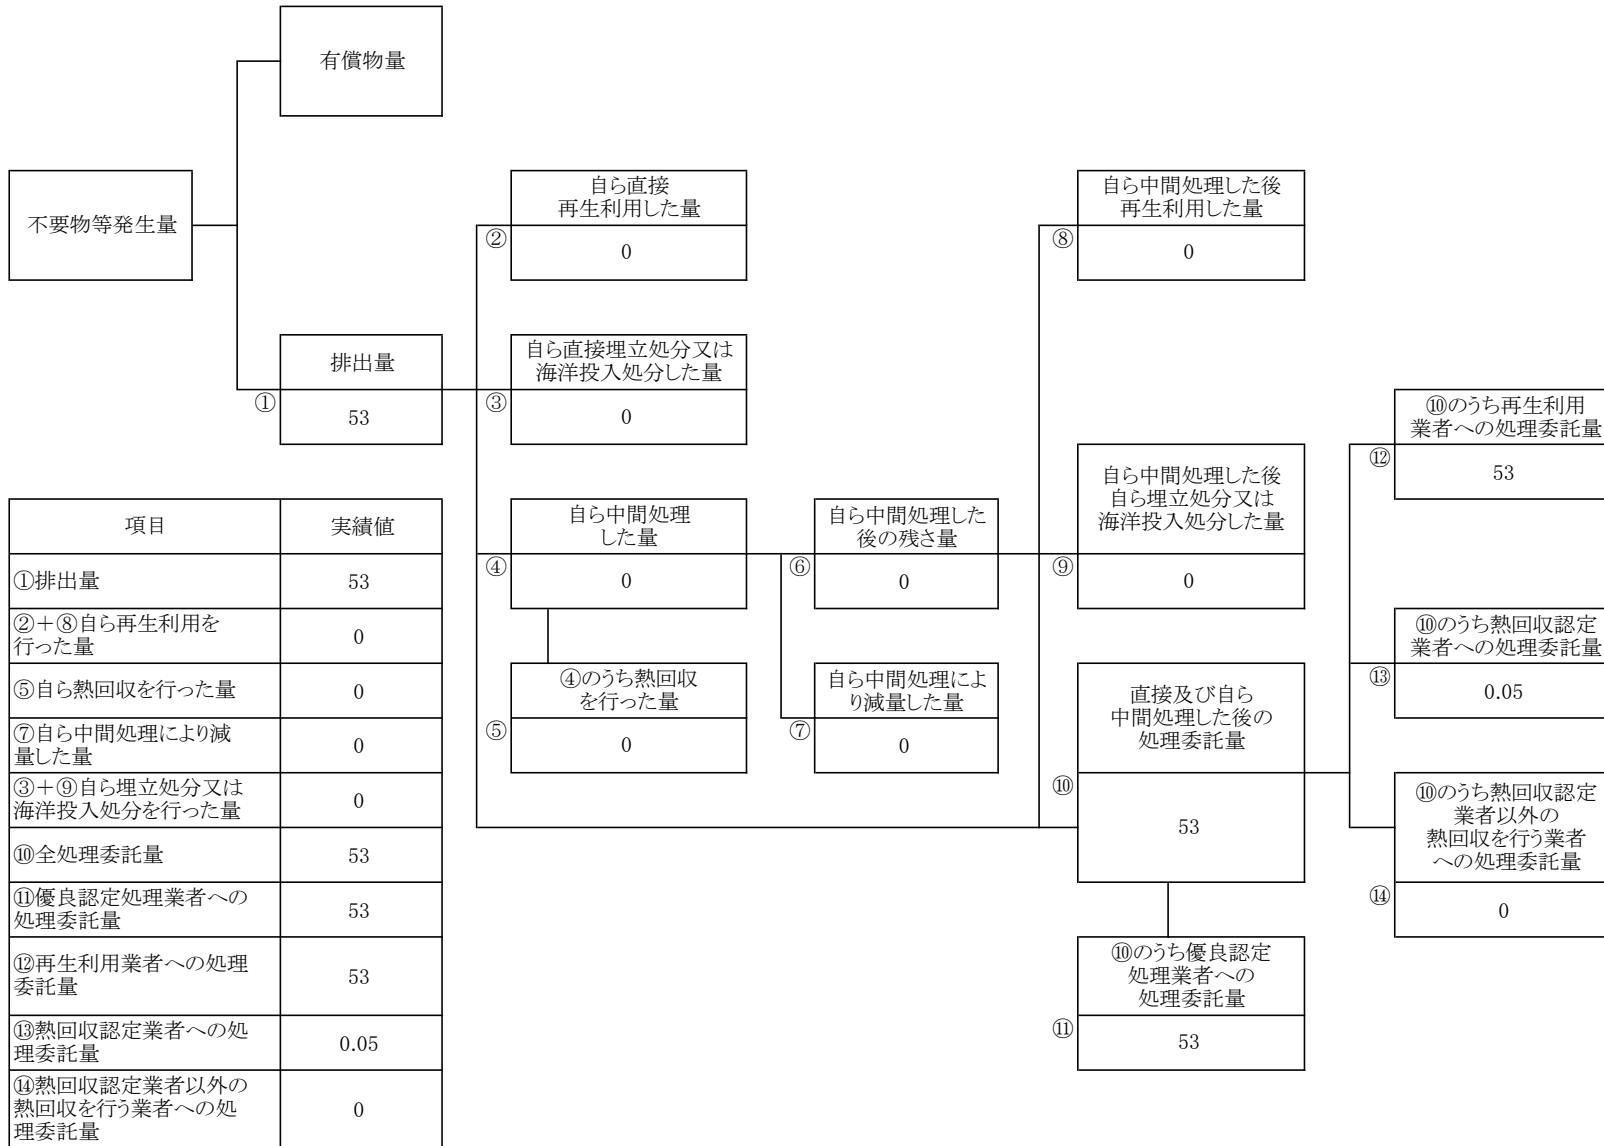 有償物量
不要物等発生量
自ら直接
再生利用した量
②
0
自ら中間処理した後
再生利用した量
⑧
0
排出量
①
53
自ら直接埋立処分又は
海洋投入処分した量
③
0
⑩のうち再生利用
業者への処理委託量
⑫
53
自ら中間処理した後
自ら埋立処分又は
海洋投入処分した量
⑨
0
自ら中間処理
した量
④
0
自ら中間処理した
後の残さ量
⑥
0
⑩のうち熱回収認定
業者への処理委託量
⑬
0.05
④のうち熱回収
を行った量
⑤
0
自ら中間処理によ
り減量した量
⑦
0
直接及び自ら
中間処理した後の
処理委託量
⑩
53
⑩のうち熱回収認定
業者以外の
熱回収を行う業者
への処理委託量
⑭
0
⑩のうち優良認定
処理業者への
処理委託量
⑪
53
項目 実績値
①排出量 53
②＋⑧自ら再生利用を
行った量
0
⑤自ら熱回収を行った量 0
⑦自ら中間処理により減
量した量
0
③＋⑨自ら埋立処分又は
海洋投入処分を行った量
0
⑩全処理委託量 53
⑪優良認定処理業者への
処理委託量
53
⑫再生利用業者への処理
委託量
53
⑬熱回収認定業者への処
理委託量
0.05
⑭熱回収認定業者以外の
熱回収を行う業者への処
理委託量
0